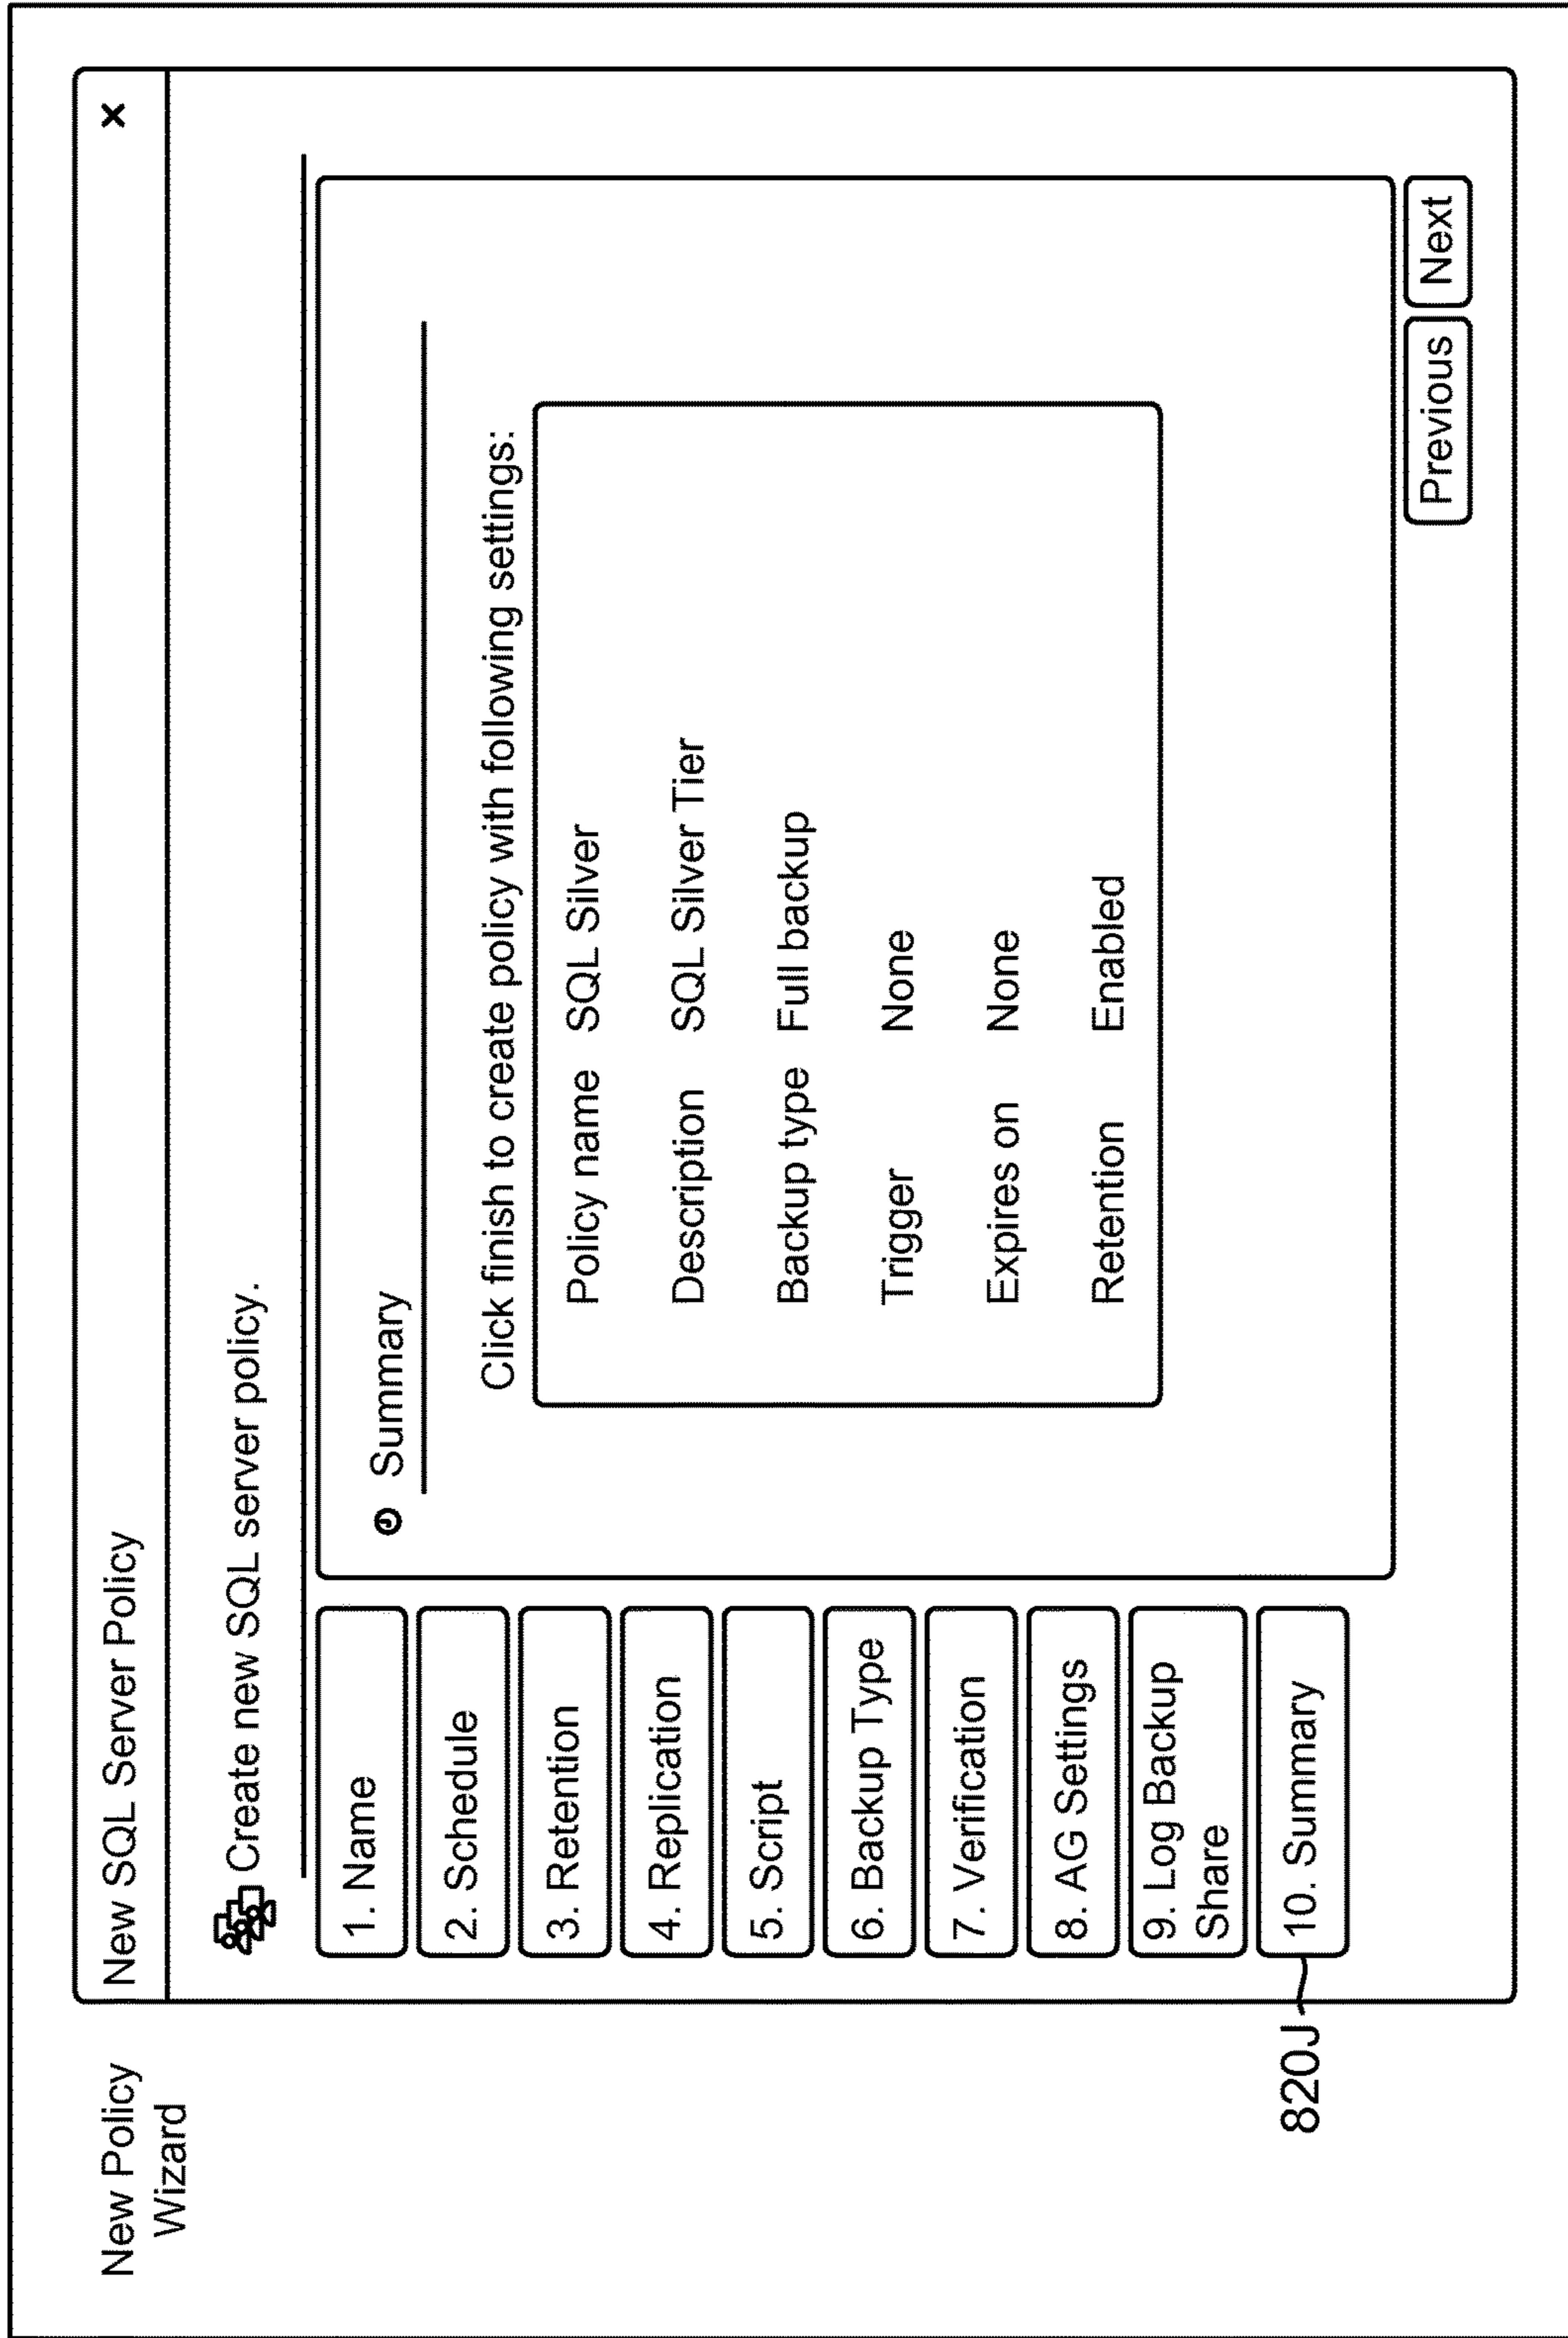 New Policy
Wizard
New SQL Server Policy
x
Create new SQL server policy.
1. Name
2. Schedule
3. Retention
4. Replication
5. Script
6. Backup Type
7. Verification
8. AG Settings
9. Log Backup
Share
10. Summary
820J
Summary
Click finish to create policy with following settings:
Policy name SQL Silver
Description SQL Silver Tier
Backup type Full backup
Trigger None
Expires on None
Retention Enabled
Previous Next